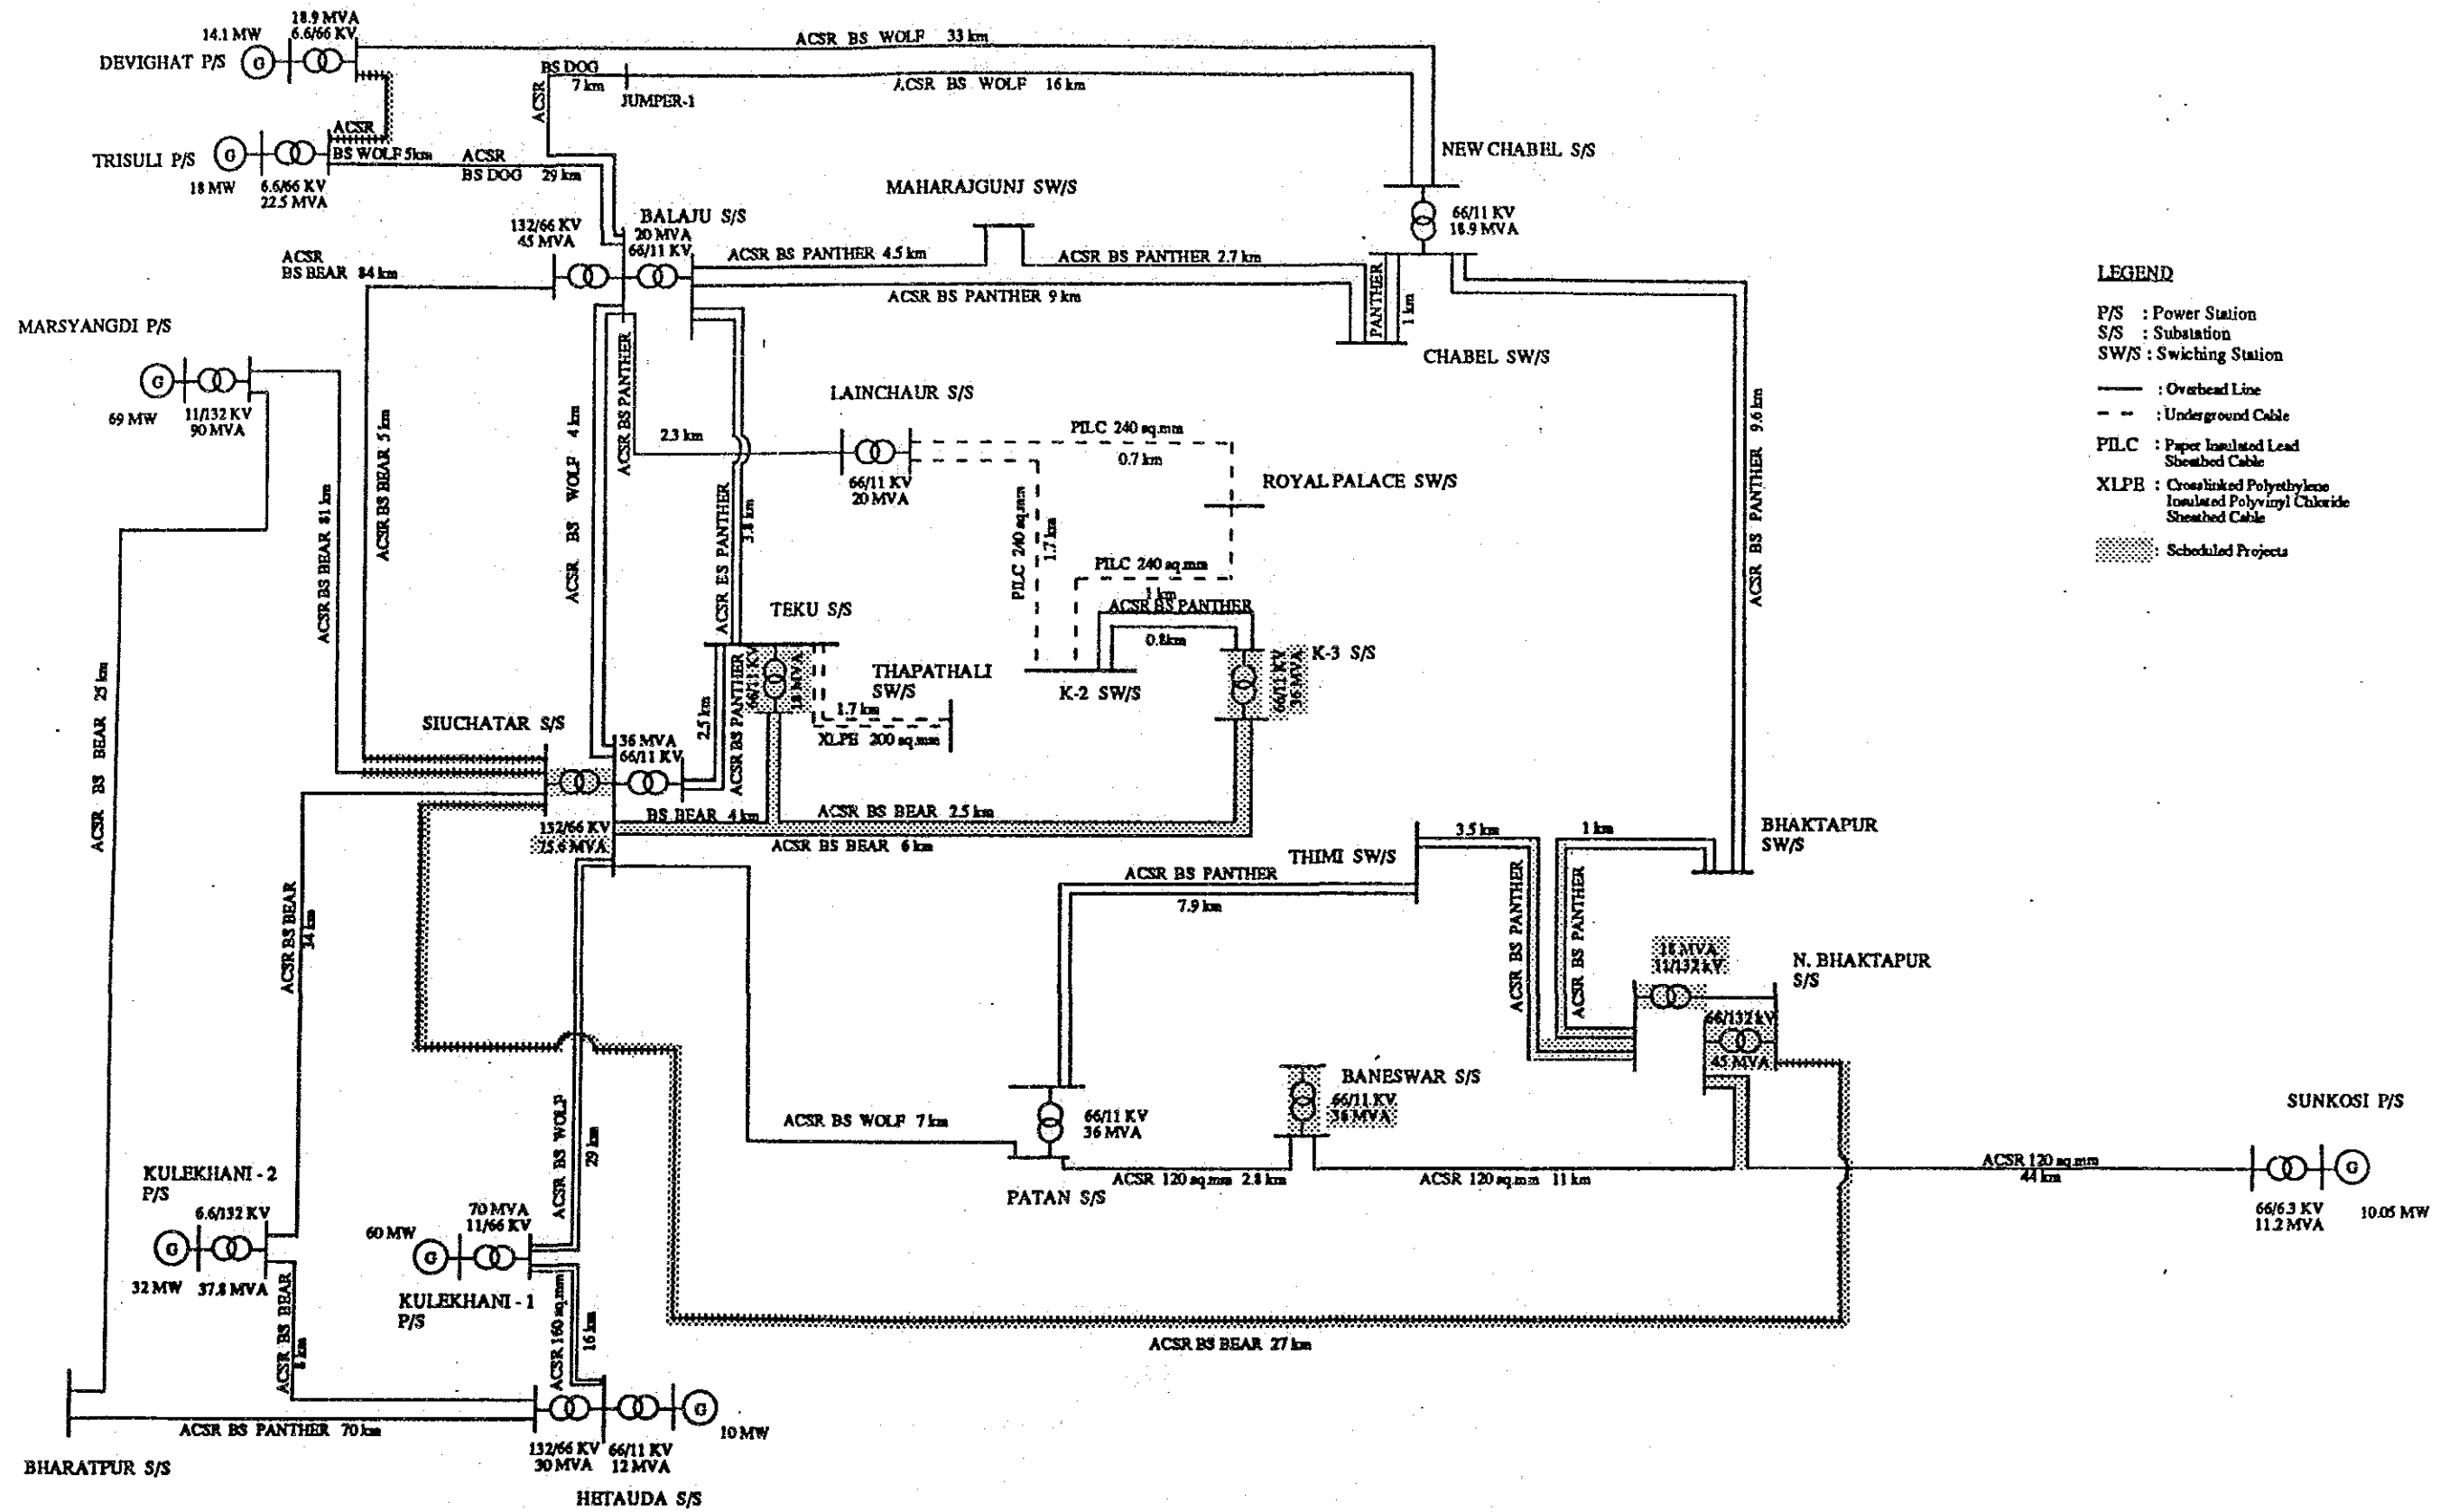 18.9 MVA
14.1 MW
6.6/66 KV
DEVIGHAT P/S
G
ACSR BS WOLF 33 km
BS DOG
7 km
ACSR
JUMPER-1
ACSR BS WOLF 16 km
ACSR
BS WOLF 5km
TRISULI P/S
G
18 MW
6.6/66 KV
22.5 MVA
ACSR
BS DOG 29 km
NEW CHABEL S/S
MAHARAJGUNJ SW/S
66/11 KV
18.9 MVA
132/66 KV
45 MVA
BALAJU S/S
20 MVA
66/11 KV
ACSR BS PANTHER 4.5 km
ACSR BS PANTHER 2.7 km
ACSR BS PANTHER 9 km
PANTHER
1 km
CHABEL SW/S
ACSR
BS BEAR 84 km
MARSYANGDI P/S
G
69 MW
11/132 KV
90 MVA
LEGEND
P/S : Power Station
S/S : Substation
SW/S : Swiching Station
: Overhead Line
: Underground Cable
PILC : Paper Insulated Lead
Sheathed Cable
XLPE : Crosslinked Polyethylene
Insulated Polyvinyl Chloride
Sheathed Cable
: Scheduled Projects
ACSR BS BEAR 81 km
ACSR BS BEAR 5 km
ACSR BS WOLF 4 km
ACSR BS PANTHER
2.3 km
LAINCHAUR S/S
66/11 KV
20 MVA
PILC 240 sq.mm
0.7 km
ROYAL PALACE SW/S
PILC 240 sq.mm
1.7 km
PILC 240 sq.mm
1 km
ACSR BS PANTHER
0.8km
K-2 SW/S
K-3 S/S
66/11 KV
36 MVA
ACSR BS PANTHER
3.8 km
TEKU S/S
66/11 KV
18 MVA
THAPATHALI
SW/S
1.7 km
XLPE 200 sq.mm
2.5 km
ACSR BS PANTHER
ACSR BS PANTHER 9.6 km
SIUCHATAR S/S
36 MVA
66/11 KV
132/66 KV
75.6 MVA
BS BEAR 4 km
ACSR BS BEAR 2.5 km
ACSR BS BEAR 6 km
ACSR BS BEAR 25 km
ACSR BS BEAR
34 km
THIMI SW/S
3.5 km
1 km
BHAKTAPUR
SW/S
ACSR BS PANTHER
7.9 km
ACSR BS PANTHER
ACSR BS PANTHER
18 MVA
11/132 kV
N. BHAKTAPUR
S/S
66/132 kV
45 MVA
BANESWAR S/S
66/11 KV
36 MVA
66/11 KV
36 MVA
ACSR BS WOLF 7 km
PATAN S/S
ACSR 120 sq.mm 2.8 km
ACSR 120 sq.mm 11 km
ACSR 120 sq.mm
44 km
SUNKOSI P/S
G
66/6.3 KV
11.2 MVA
10.05 MW
ACSR BS WOLF
29 km
KULEKHANI - 2
P/S
6.6/132 KV
G
32 MW
37.8 MVA
70 MVA
11/66 KV
60 MW
G
KULEKHANI - 1
P/S
ACSR 160 sq.mm
16 km
ACSR BS BEAR
8 km
ACSR BS BEAR 27 km
ACSR BS PANTHER 70 km
BHARATPUR S/S
132/66 KV
30 MVA
66/11 KV
12 MVA
G
10 MW
HETAUDA S/S